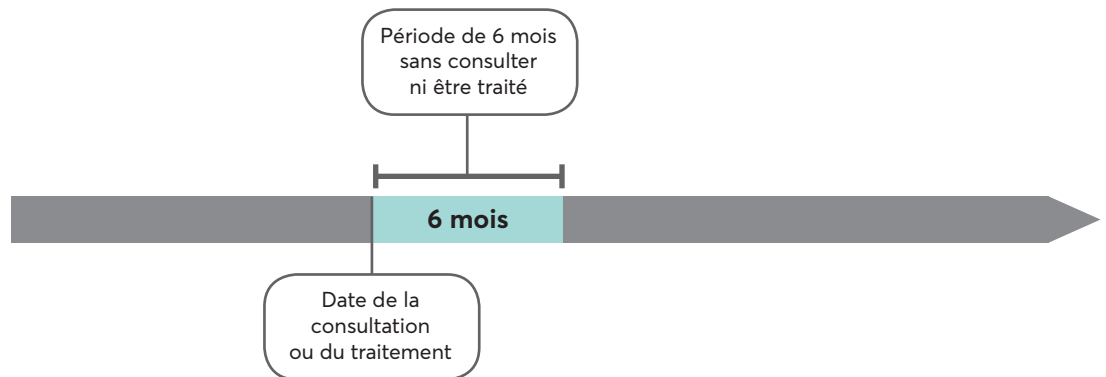 Période de 6 mois
sans consulter
ni être traité
6 mois
Date de la
consultation
ou du traitement